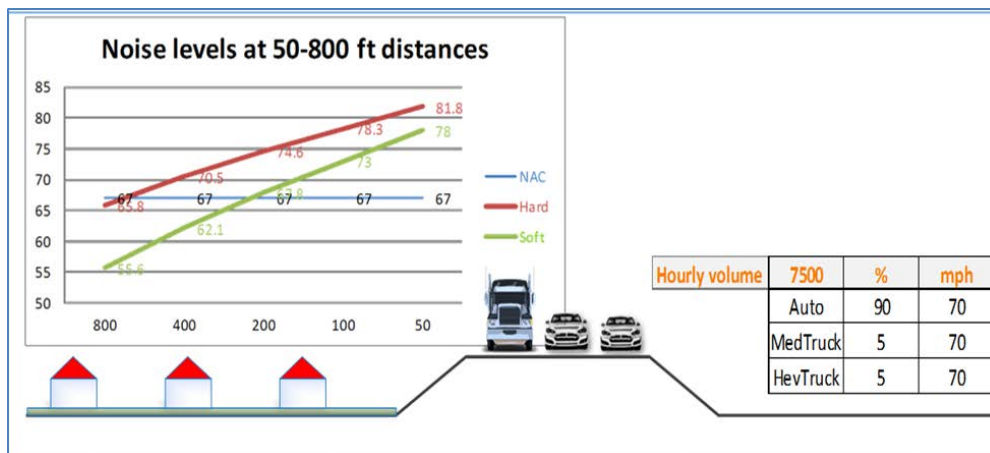 Noise levels at 50-800 ft distances
85
80
75
70
65
60
55
50
81.8
78.3
78
74.6
73
70.5
67 67 67 67 67
67.8
65.8
62.1
55.6
NAC
Hard
Soft
800 400 200 100 50
Hourly volume 7500 % mph
Auto 90 70
MedTruck 5 70
HevTruck 5 70